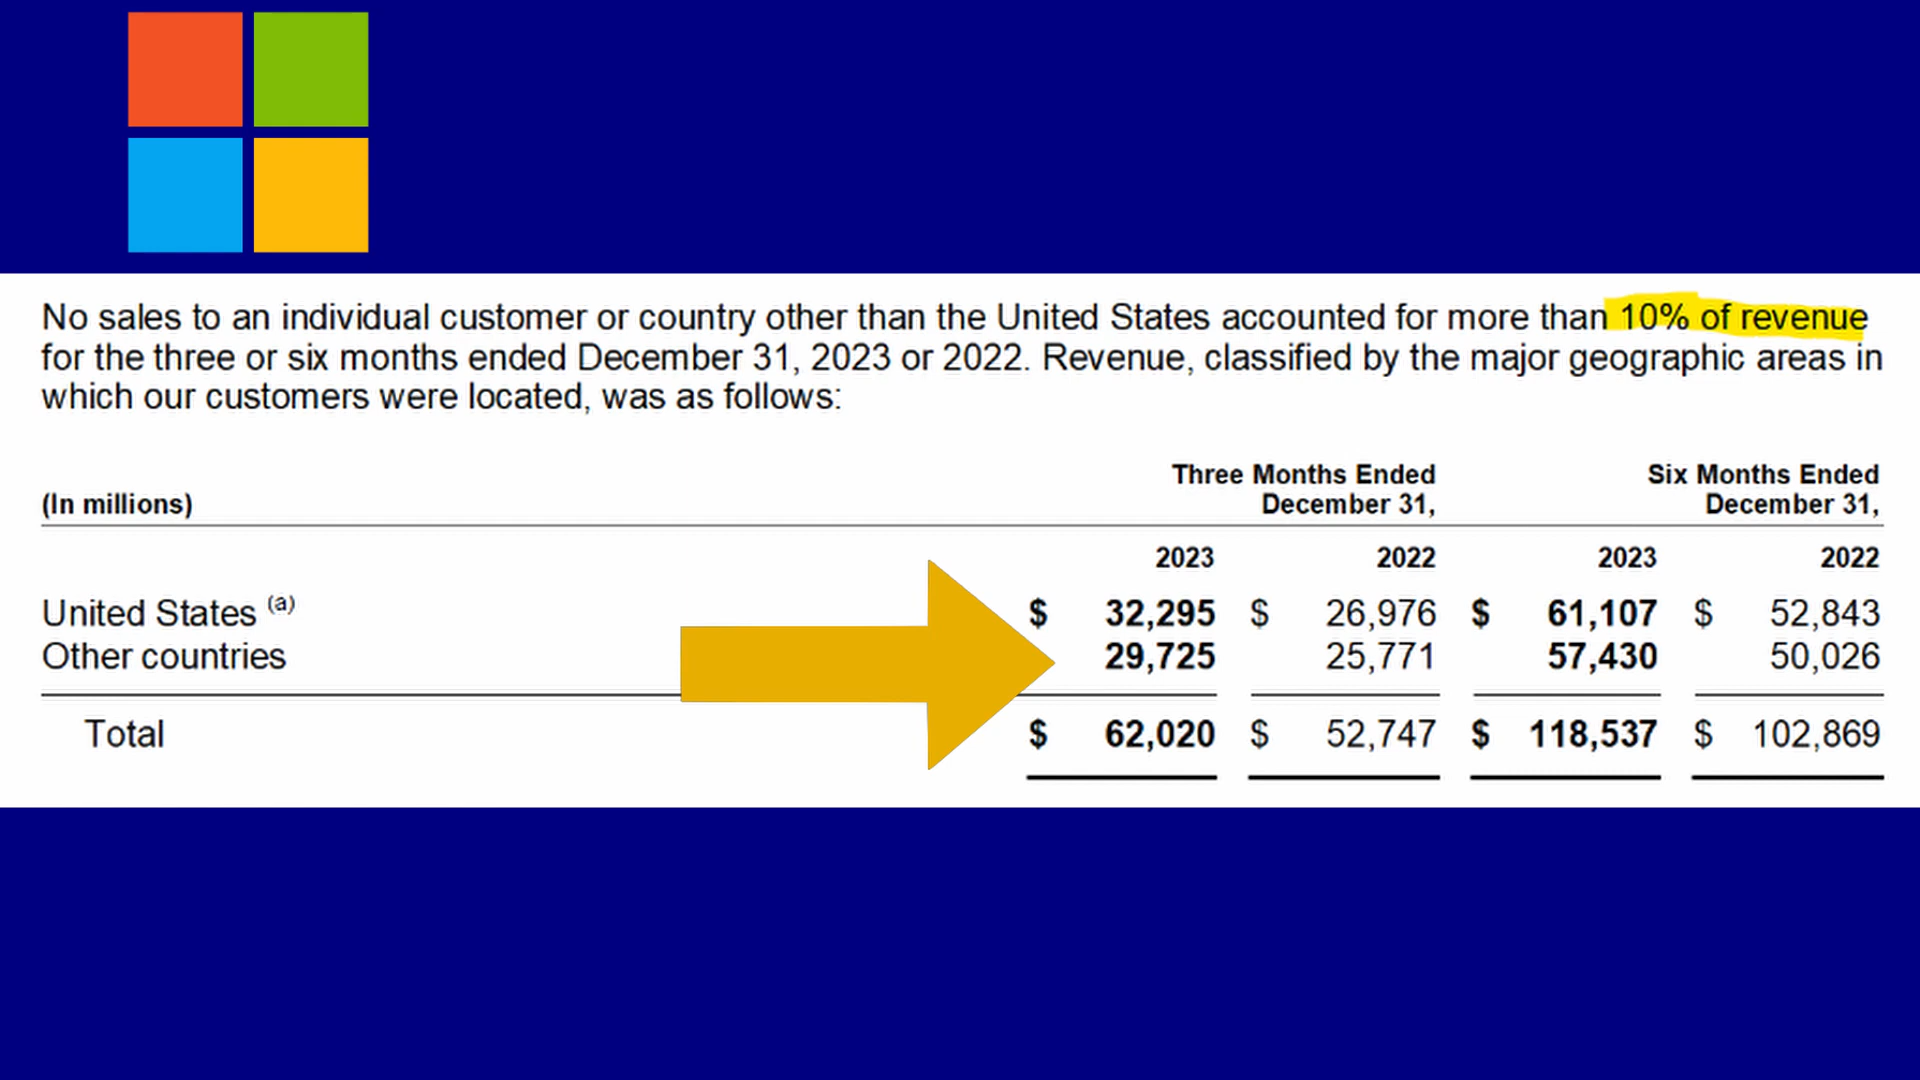 No sales to an individual customer or country other than the United States accounted for more than 10% of revenue
for the three or six months ended December 31, 2023 or 2022. Revenue, classified by the major geographic areas in
which our customers were located, was as follows:
Three Months Ended Six Months Ended
(In millions) December 31, December 31,
2023 2022 2023 2022
United States (a) $ 32,295 $ 26,976 $ 61,107 $ 52,843
Other countries 29,725 25,771 57,430 50,026
Total $ 62,020 $ 52,747 $ 118,537 $ 102,869